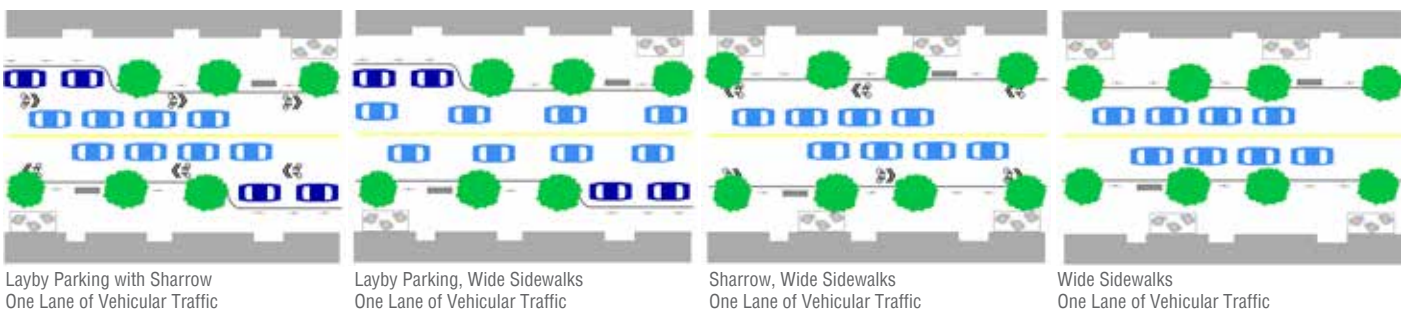 Layby Parking with Sharrow
One Lane of Vehicular Traffic
Layby Parking, Wide Sidewalks
One Lane of Vehicular Traffic
Sharrow, Wide Sidewalks
One Lane of Vehicular Traffic
Wide Sidewalks
One Lane of Vehicular Traffic